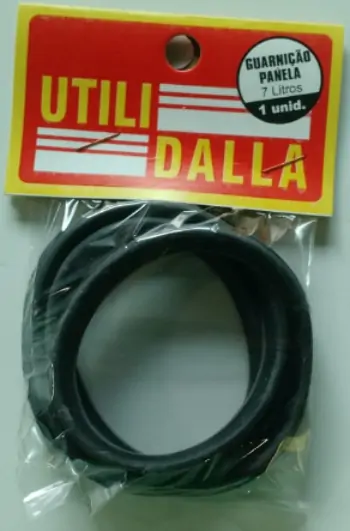 GUARNIÇÃO
PANELA
7 Litros
1 unid.
UTILI
DALLA